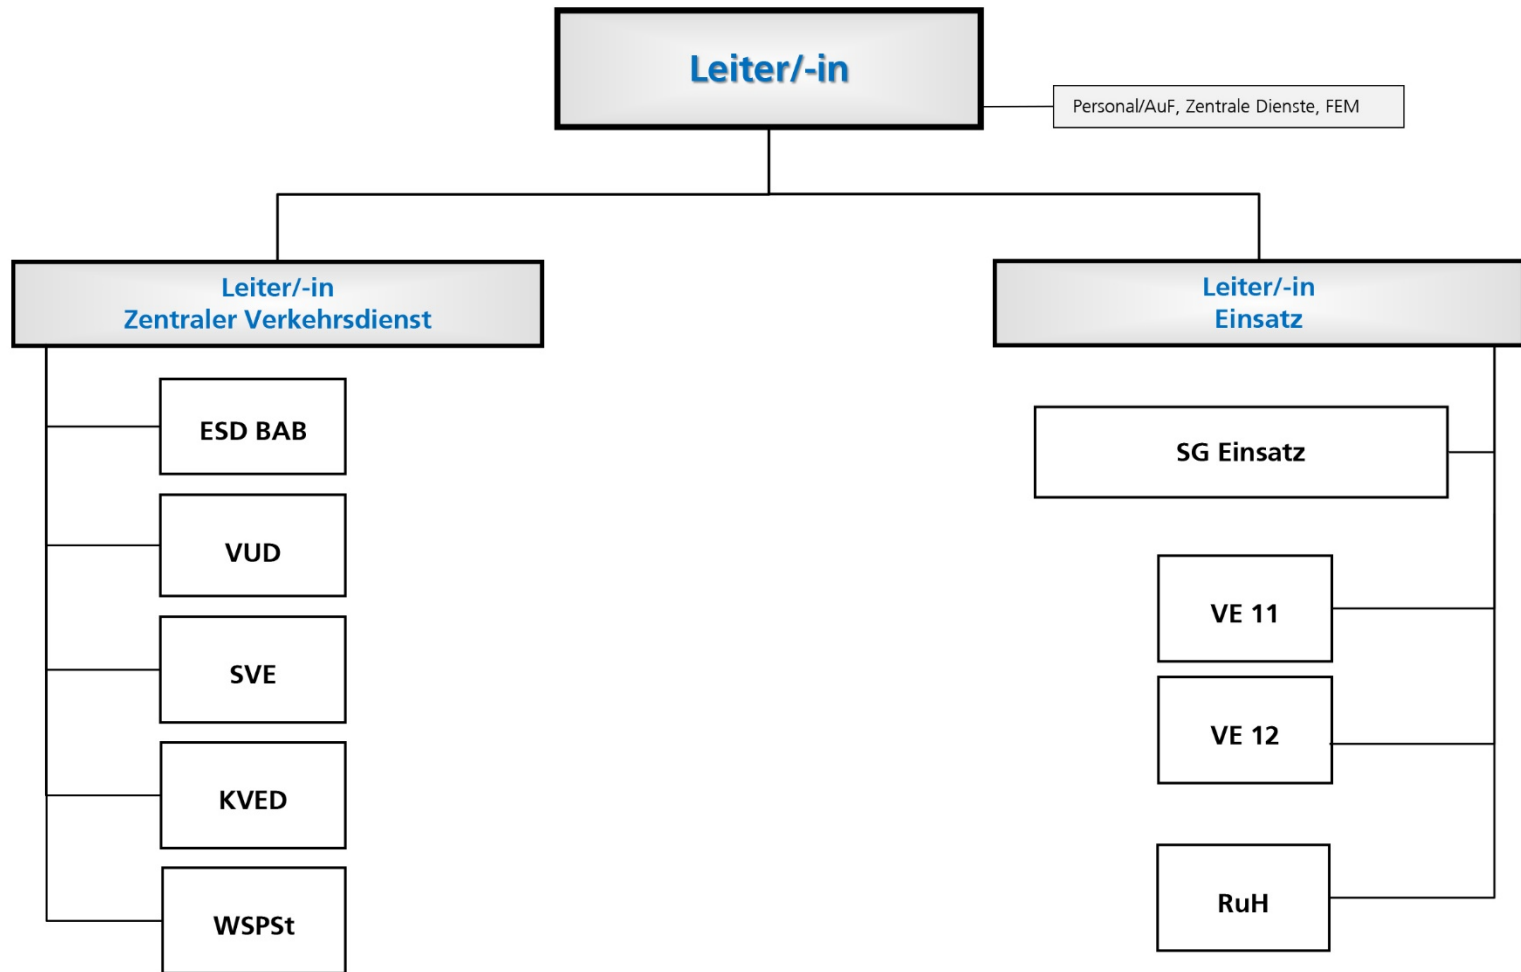 Leiter/-in
Personal/AuF, Zentrale Dienste, FEM
Leiter/-in
Zentraler Verkehrsdienst
ESD BAB
VUD
SVE
KVED
WSPSt
Leiter/-in
Einsatz
SG Einsatz
VE 11
VE 12
RuH